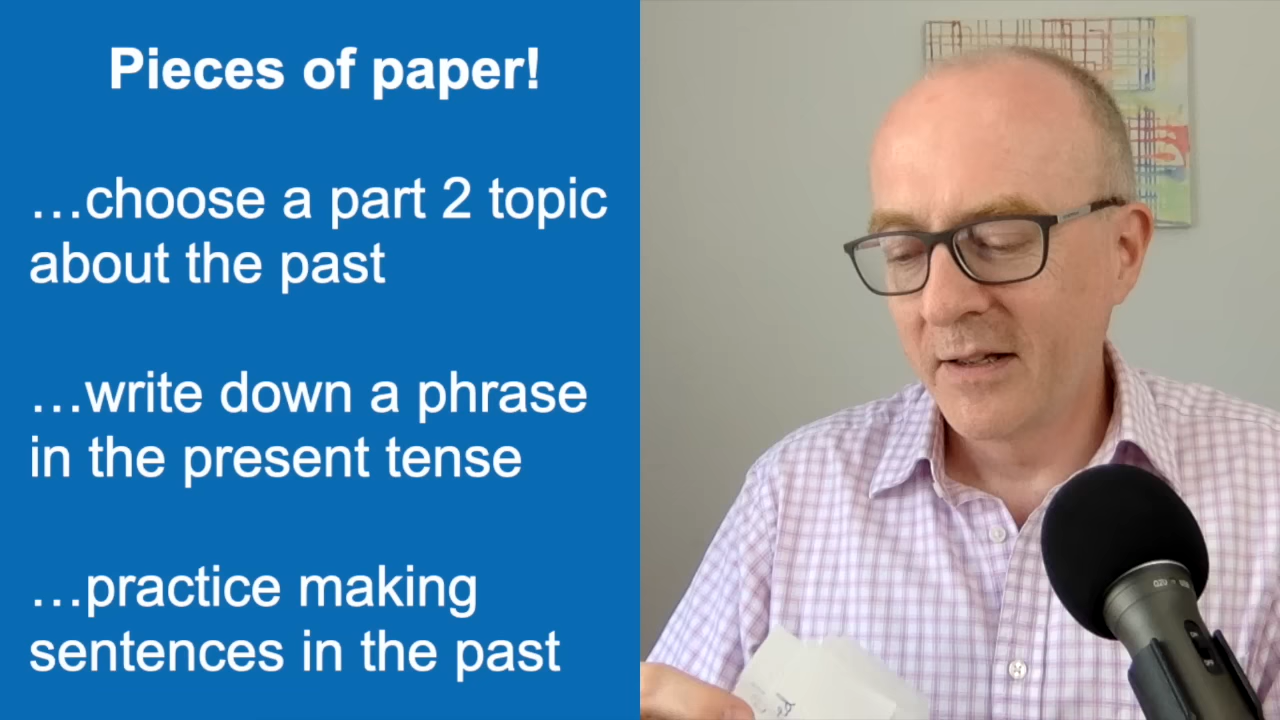 Pieces of paper!
…choose a part 2 topic
about the past
…write down a phrase
in the present tense
…practice making
sentences in the past